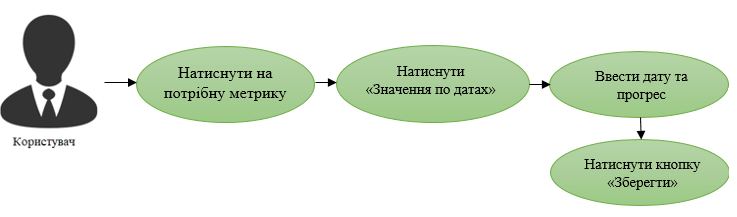 Користувач
Натиснути на
потрібну метрику
Натиснути
«Значення по датах»
Ввести дату та
прогрес
Натиснути кнопку
«Зберегти»